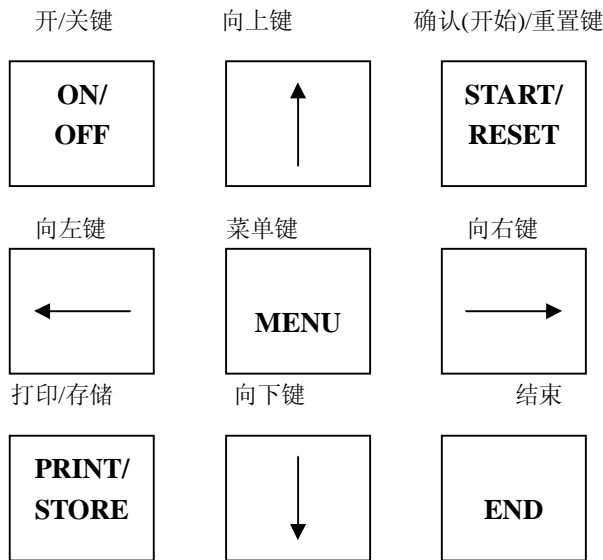 开/关键 向上键 确认(开始)/重置键
ON/ START/
OFF RESET
向左键 菜单键 向右键
MENU
打印/存储 向下键 结束
PRINT/
STORE END